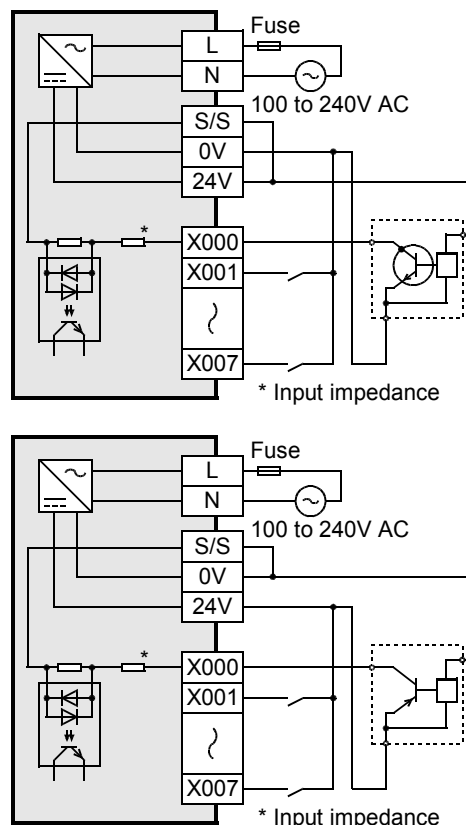 Fuse
L
N
100 to 240V AC
S/S
0V
24V
*
X000
X001
X007
* Input impedance
Fuse
L
N
100 to 240V AC
S/S
0V
24V
*
X000
X001
X007
* Input impedance